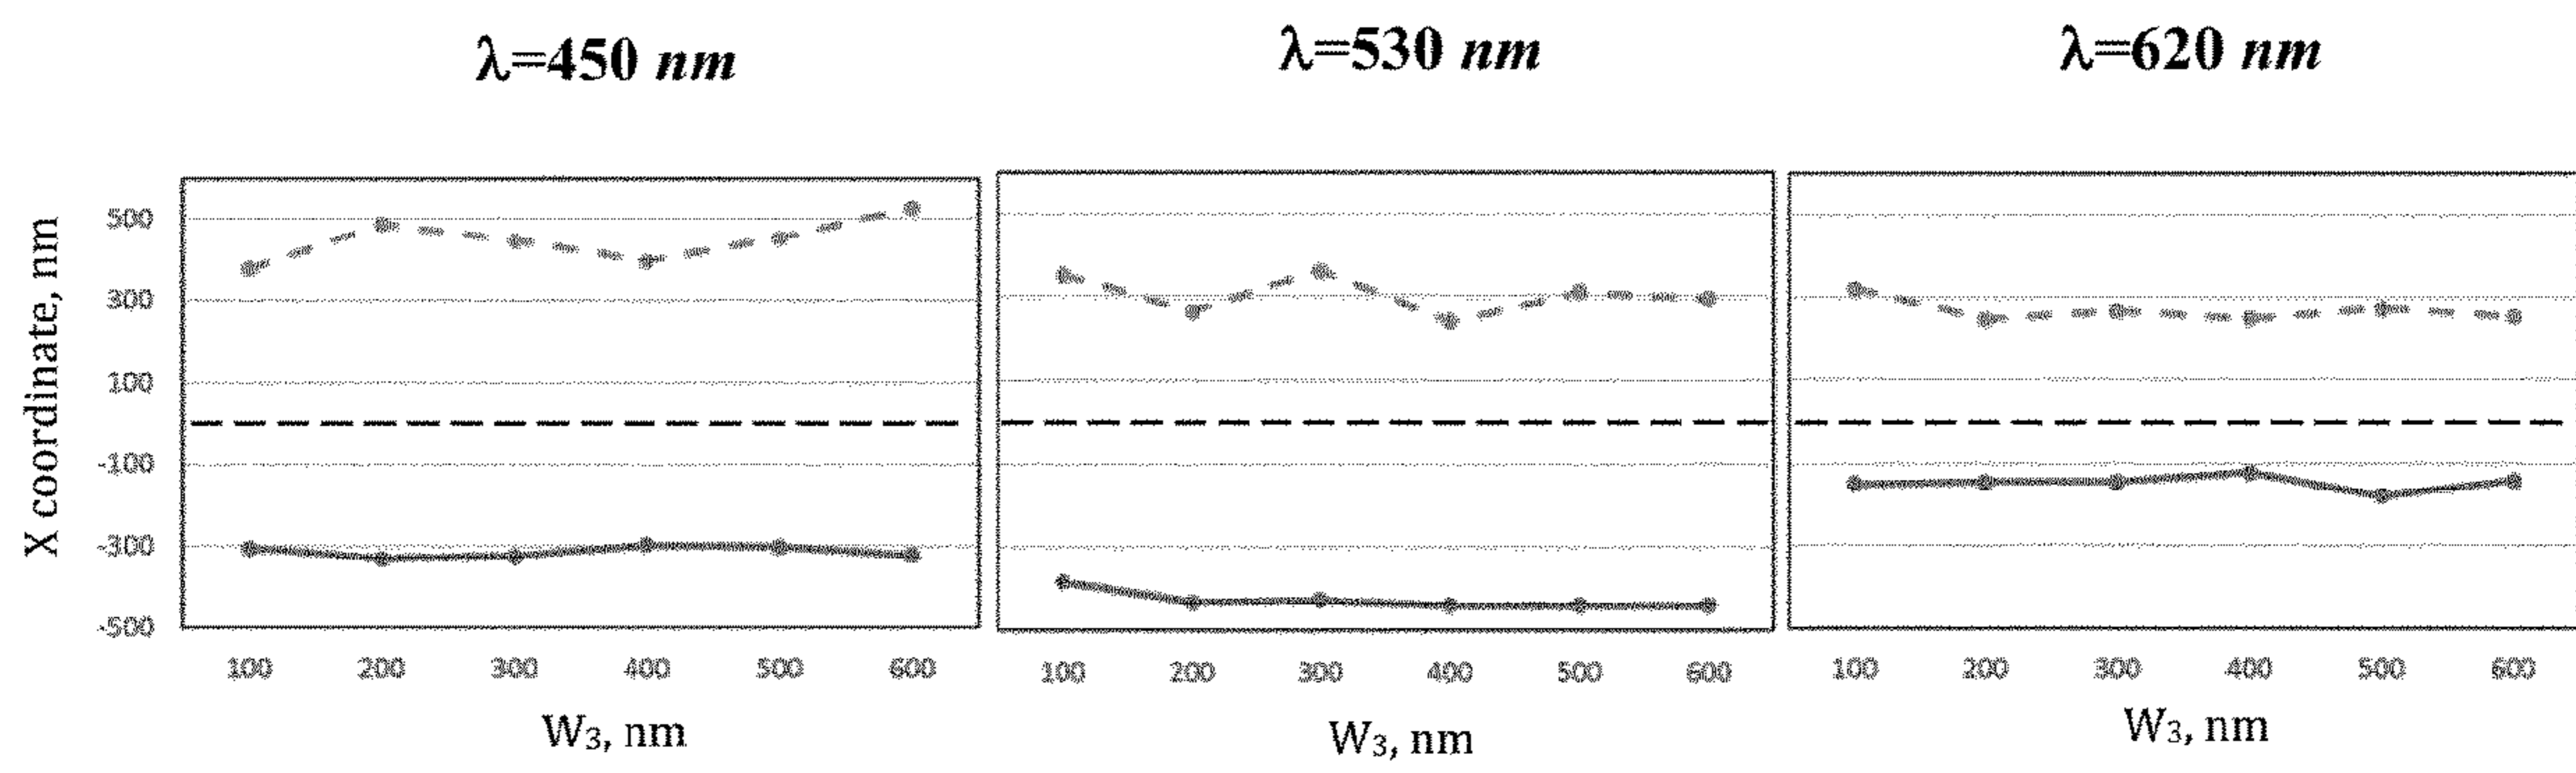 λ=450 nm
λ=530 nm
λ=620 nm
X coordinate, nm
500
300
100
-100
-300
-500
100 200 300 400 500 600
100 200 300 400 500 600
100 200 300 400 500 600
W₃, nm
W₃, nm
W₃, nm